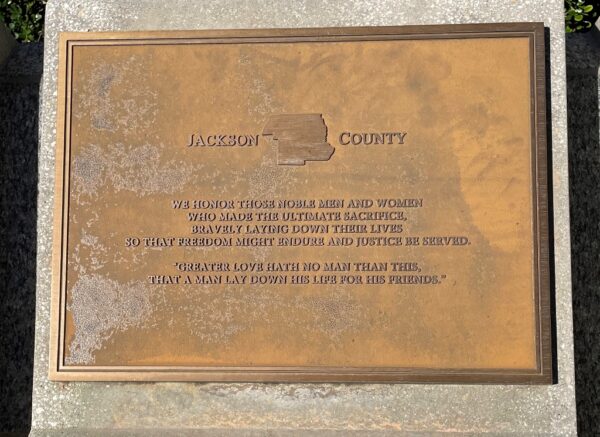 JACKSON COUNTY
WE HONOR THOSE NOBLE MEN AND WOMEN
WHO MADE THE ULTIMATE SACRIFICE,
BRAVELY LAYING DOWN THEIR LIVES
SO THAT FREEDOM MIGHT ENDURE AND JUSTICE BE SERVED.
"GREATER LOVE HATH NO MAN THAN THIS,
THAT A MAN LAY DOWN HIS LIFE FOR HIS FRIENDS."